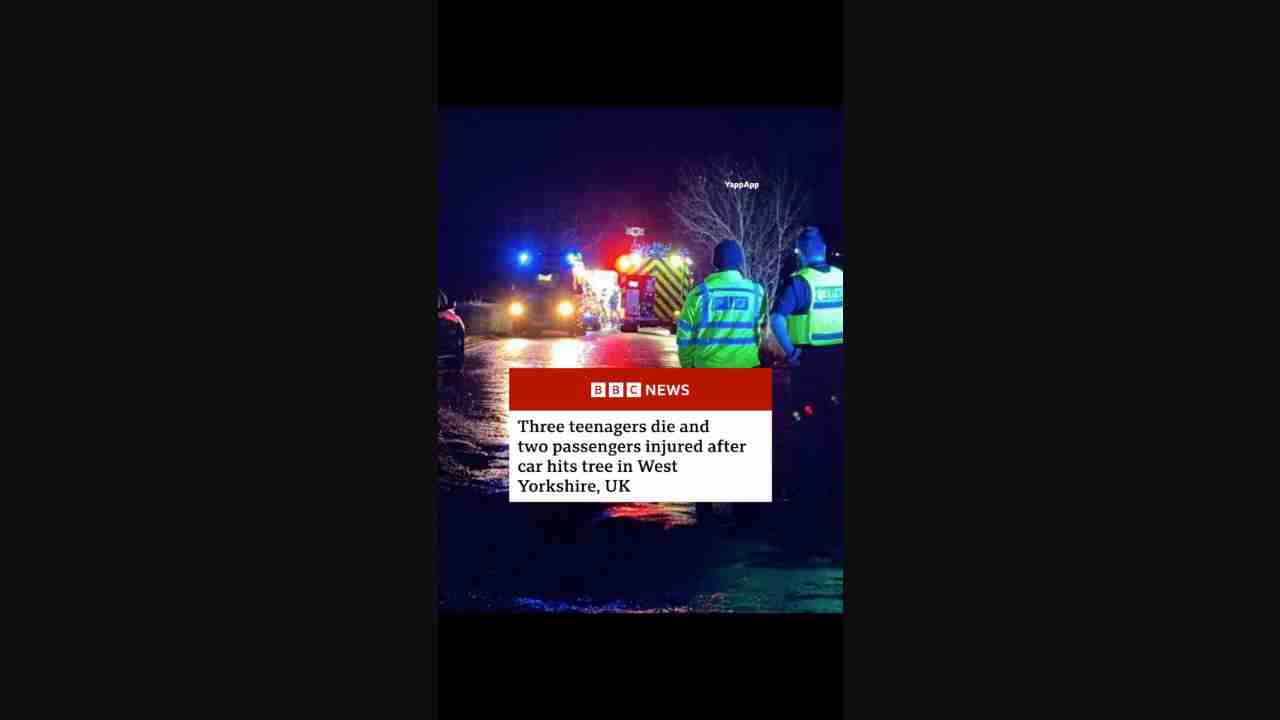 YappApp
BBC NEWS
Three teenagers die and
two passengers injured after
car hits tree in West
Yorkshire, UK